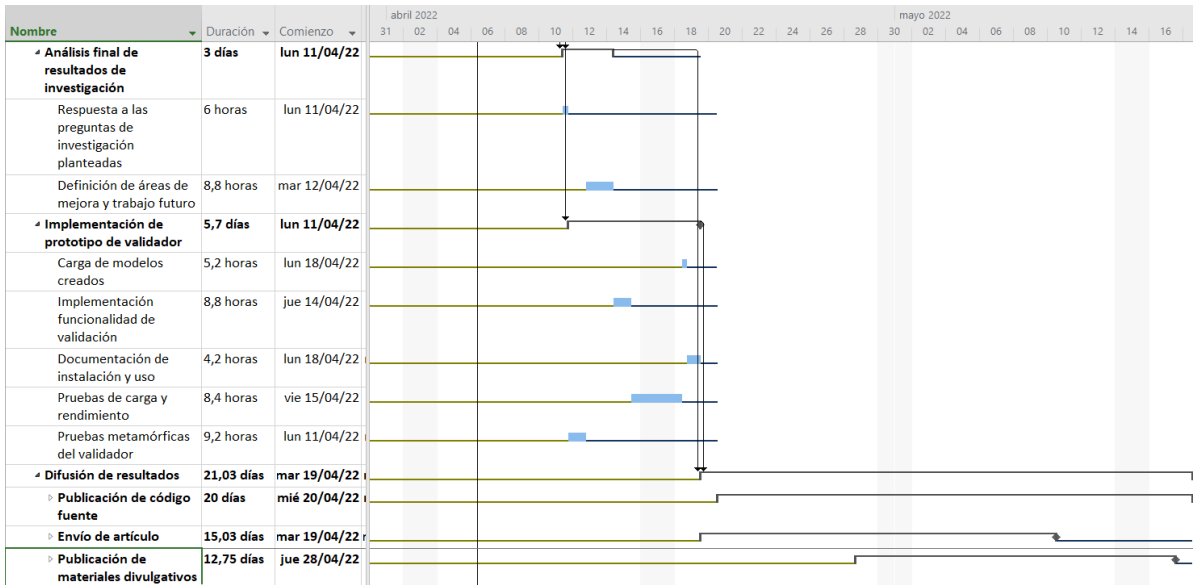 abril 2022 mayo 2022
Nombre Duración Comienzo 31 02 04 06 08 10 12 14 16 18 20 22 24 26 28 30 02 04 06 08 10 12 14 16
Análisis final de 3 días lun 11/04/22
resultados de
investigación
Respuesta a las 6 horas lun 11/04/22
preguntas de
investigación
planteadas
Definición de áreas de 8,8 horas mar 12/04/22
mejora y trabajo futuro
Implementación de 5,7 días lun 11/04/22
prototipo de validador
Carga de modelos 5,2 horas lun 18/04/22
creados
Implementación 8,8 horas jue 14/04/22
funcionalidad de
validación
Documentación de 4,2 horas lun 18/04/22
instalación y uso
Pruebas de carga y 8,4 horas vie 15/04/22
rendimiento
Pruebas metamórficas 9,2 horas lun 11/04/22
del validador
Difusión de resultados 21,03 días mar 19/04/22
Publicación de código 20 días mié 20/04/22
fuente
Envío de artículo 15,03 días mar 19/04/22
Publicación de 12,75 días jue 28/04/22
materiales divulgativos